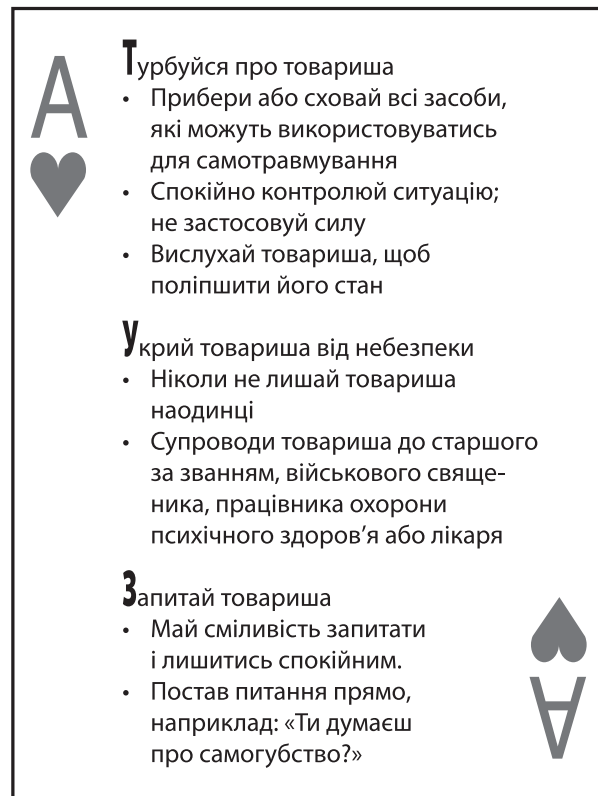 А
Турбуйся про товариша
• Прибери або сховай всі засоби,
які можуть використовуватись
для самотравмування
• Спокійно контролюй ситуацію;
не застосовуй силу
• Вислухай товариша, щоб
поліпшити його стан
Укрий товариша від небезпеки
• Ніколи не лишай товариша
наодинці
• Супроводи товариша до старшого
за званням, військового свяще-
ника, працівника охорони
психічного здоров’я або лікаря
Запитай товариша
• Май сміливість запитати
і лишитись спокійним.
• Постав питання прямо,
наприклад: «Ти думаєш
про самогубство?»
А